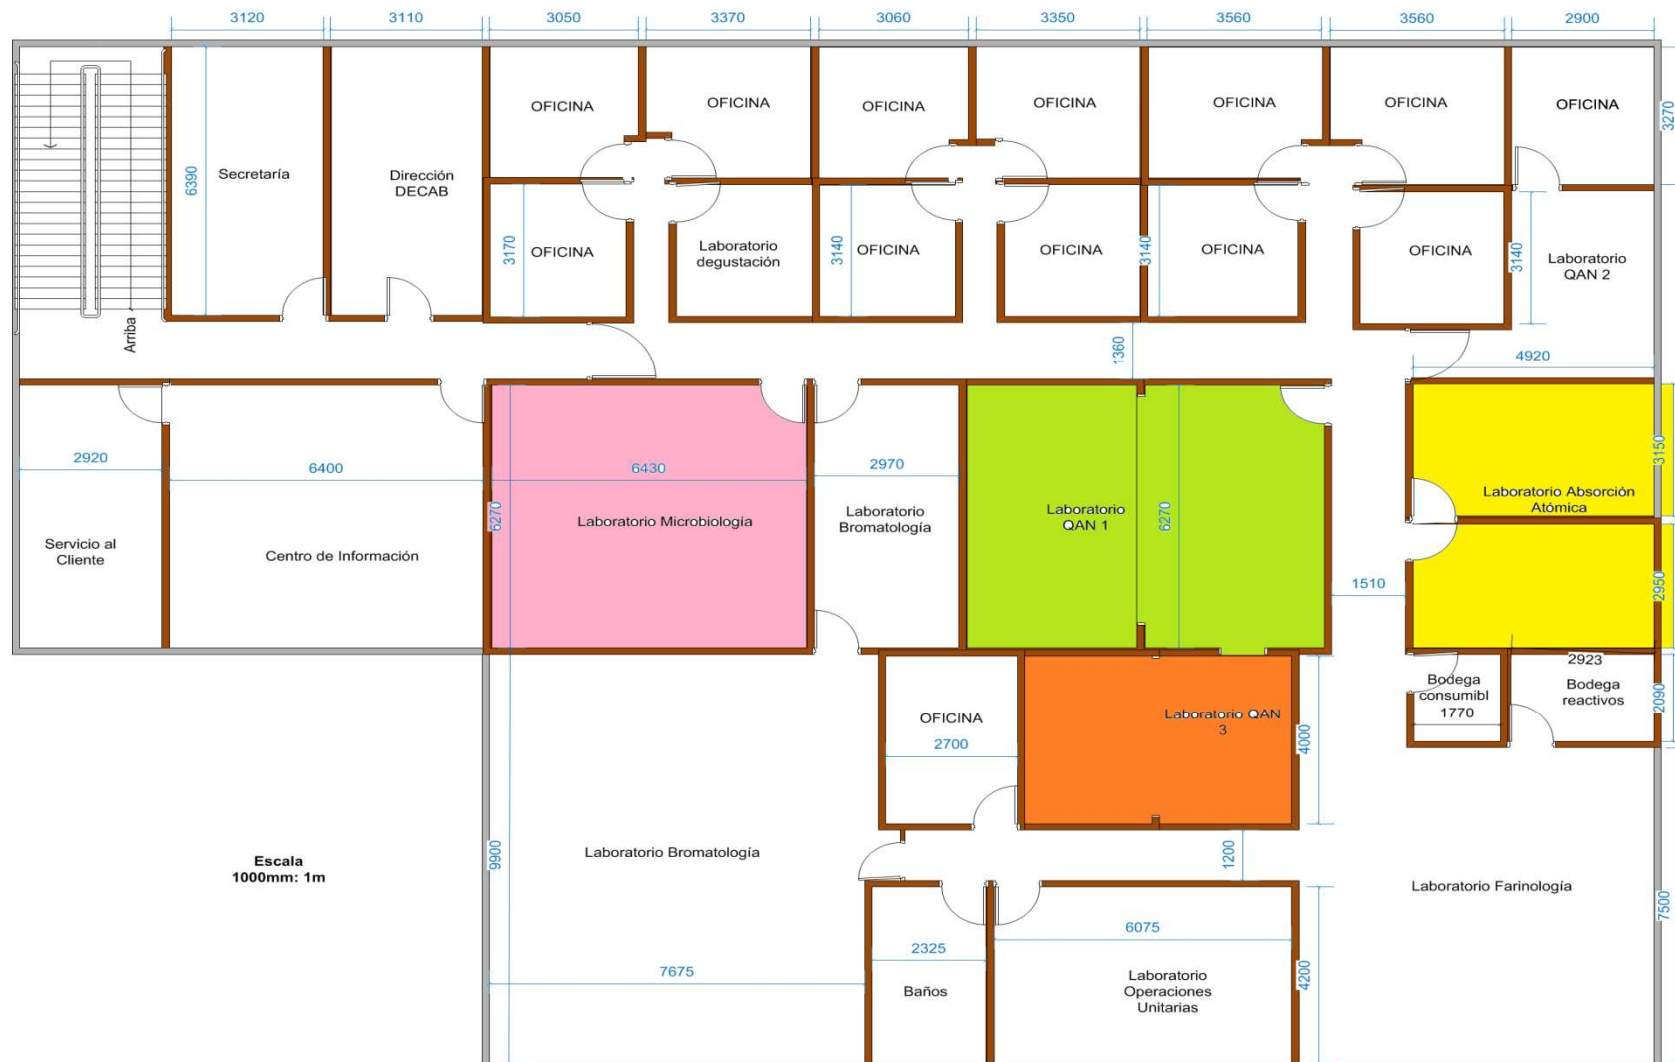 3120
3110
3050
3370
3060
3350
3560
3560
2900
OFICINA
OFICINA
OFICINA
OFICINA
OFICINA
OFICINA
OFICINA
3270
6390
Secretaría
Dirección
DECAB
3170
OFICINA
Laboratorio
degustación
3140
OFICINA
OFICINA
3140
OFICINA
OFICINA
3140
Laboratorio
QAN 2
Arriba
1360
4920
2920
6400
6430
2970
3150
6270
Laboratorio Microbiología
Laboratorio
Bromatología
Laboratorio
QAN 1
6270
Laboratorio Absorción
Atómica
Servicio al
Cliente
Centro de Información
1510
2950
2923
Bodega
consumibl
1770
Bodega
reactivos
2090
OFICINA
2700
Laboratorio QAN
3
4000
Escala
1000mm: 1m
9900
Laboratorio Bromatología
1200
Laboratorio Farinología
7500
2325
6075
7675
Baños
Laboratorio
Operaciones
Unitarias
4200